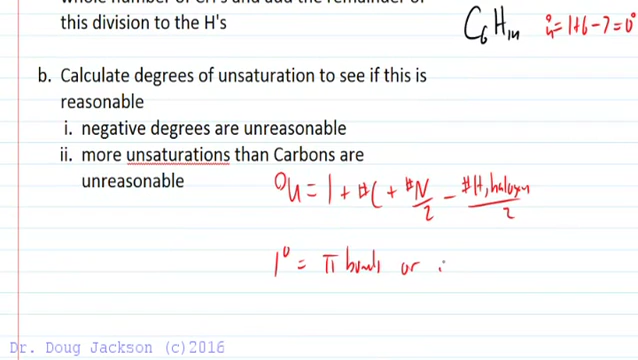 whole number of CH's and add the remainder of
this division to the H's
C₆H₁₄ °u=1+6-7=0°
b. Calculate degrees of unsaturation to see if this is
reasonable
i. negative degrees are unreasonable
ii. more unsaturations than Carbons are
unreasonable
°u = 1 + #C + #N/2 - #H, halogen/2
1° = π bonds or
Dr. Doug Jackson (c)2016